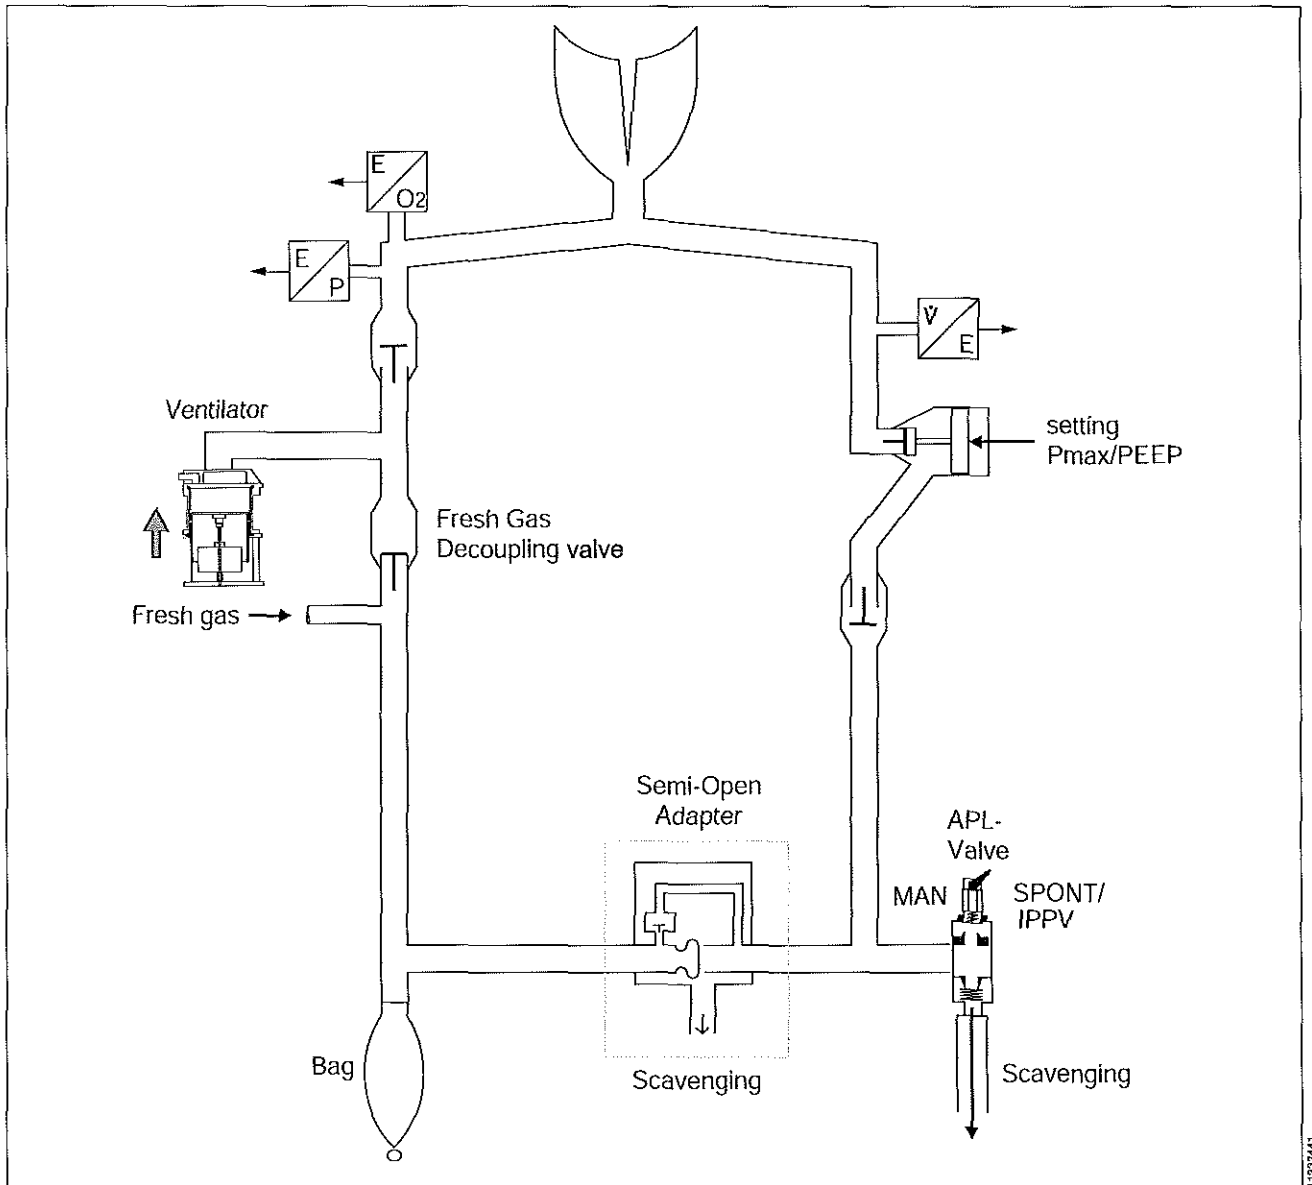 E
O2
E
P
V̇
E
Ventilator
setting
Pmax/PEEP
Fresh Gas
Decoupling valve
Fresh gas
Semi-Open
Adapter
APL-
Valve
MAN
SPONT/
IPPV
Bag
Scavenging
Scavenging